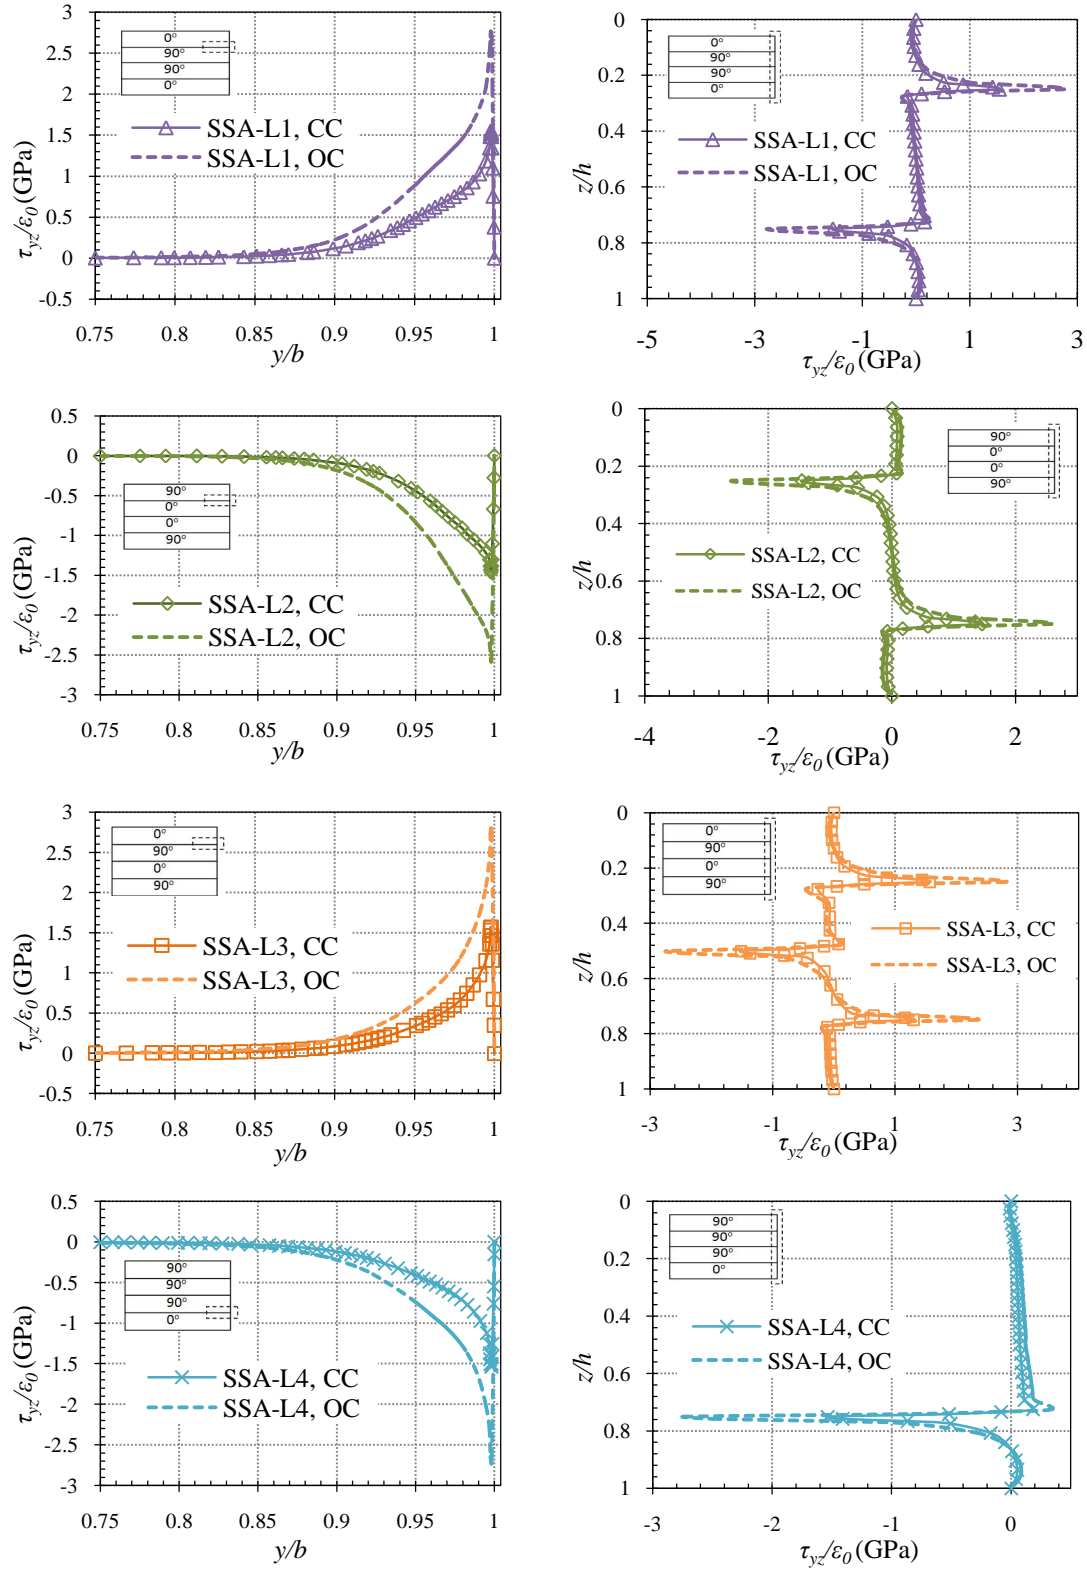 3
2.5
2
1.5
1
0.5
0
-0.5
τyz/ε0 (GPa)
0°
90°
90°
0°
SSA-L1, CC
SSA-L1, OC
0.75 0.8 0.85 0.9 0.95 1
y/b
0
0.2
0.4
0.6
0.8
1
z/h
0°
90°
90°
0°
SSA-L1, CC
SSA-L1, OC
-5 -3 -1 1 3
τyz/ε0 (GPa)
0.5
0
-0.5
-1
-1.5
-2
-2.5
-3
τyz/ε0 (GPa)
90°
0°
0°
90°
SSA-L2, CC
SSA-L2, OC
0.75 0.8 0.85 0.9 0.95 1
y/b
0
0.2
0.4
0.6
0.8
1
z/h
90°
0°
0°
90°
SSA-L2, CC
SSA-L2, OC
-4 -2 0 2
τyz/ε0 (GPa)
3
2.5
2
1.5
1
0.5
0
-0.5
τyz/ε0 (GPa)
0°
90°
0°
90°
SSA-L3, CC
SSA-L3, OC
0.75 0.8 0.85 0.9 0.95 1
y/b
0
0.2
0.4
0.6
0.8
1
z/h
0°
90°
0°
90°
SSA-L3, CC
SSA-L3, OC
-3 -1 1 3
τyz/ε0 (GPa)
0.5
0
-0.5
-1
-1.5
-2
-2.5
-3
τyz/ε0 (GPa)
90°
90°
90°
0°
SSA-L4, CC
SSA-L4, OC
0.75 0.8 0.85 0.9 0.95 1
y/b
0
0.2
0.4
0.6
0.8
1
z/h
90°
90°
90°
0°
SSA-L4, CC
SSA-L4, OC
-3 -2 -1 0
τyz/ε0 (GPa)